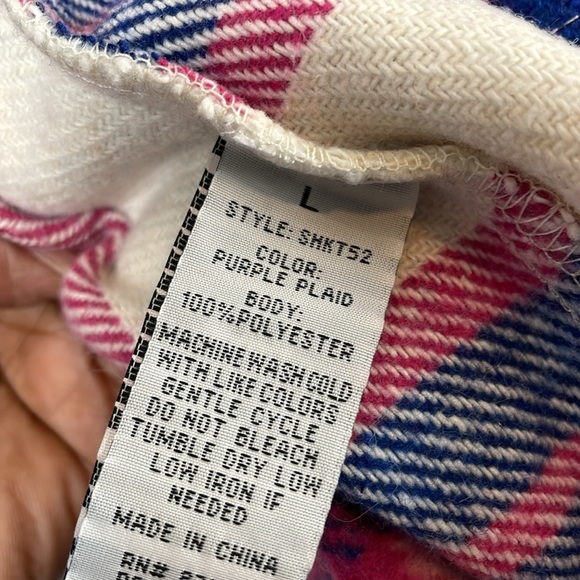 L
STYLE: SHKT52
COLOR:
PURPLE PLAID
BODY:
100%POLYESTER
MACHINE WASH COLD
WITH LIKE COLORS
GENTLE CYCLE
DO NOT BLEACH.
TUMBLE DRY LOW
LOW IRON IF
NEEDED
MADE IN CHINA
RN#